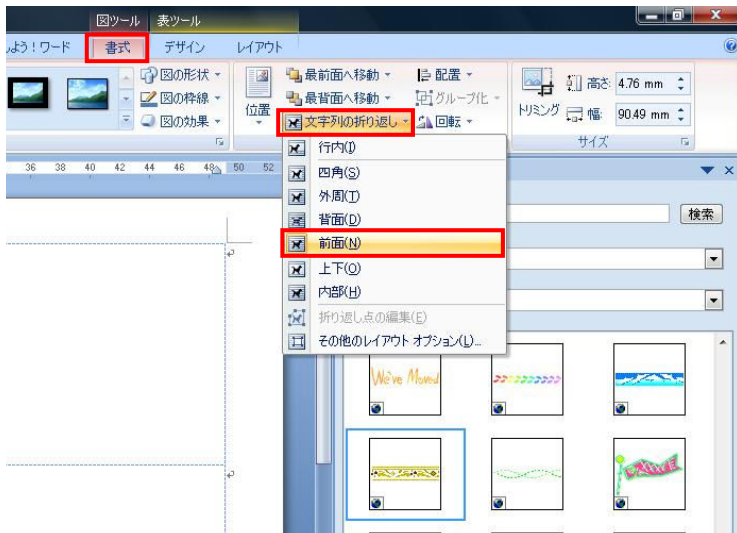 図ツール 表ツール
しよう！ワード 書式 デザイン レイアウト
図の形状
図の枠線
図の効果
位置
最前面へ移動
最背面へ移動
文字列の折り返し
配置
グループ化
回転
トリミング
高さ: 4.76 mm
幅: 90.49 mm
サイズ
36 38 40 42 44 46 48 50 52
行内(I)
四角(S)
外周(T)
背面(D)
前面(N)
上下(O)
内部(H)
折り返し点の編集(E)
その他のレイアウト オプション(L)...
検索
We've Moved